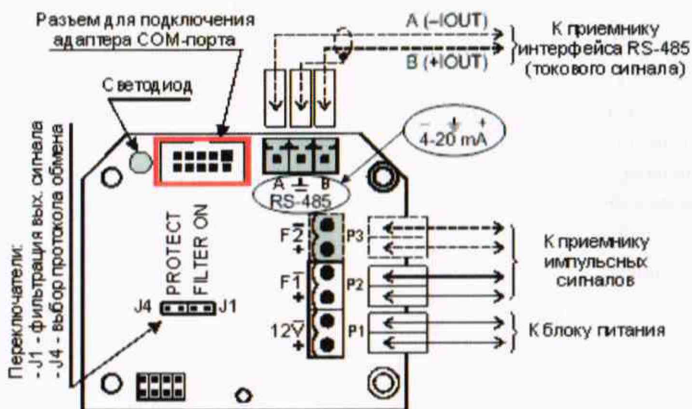 Разъем для подключения
адаптера COM-порта
Светодиод
A (–IOUT)
B (+IOUT)
К приемнику
интерфейса RS-485
(токового сигнала)
– ⏚ +
4-20 mA
A ⏚ B
RS-485
Переключатели:
- J1 - фильтрация вых. сигнала
- J4 - выбор протокола обмена
PROTECT
FILTER ON
J4
J1
F2
–
+
P3
F1
–
+
P2
12V
–
+
P1
К приемнику
импульсных
сигналов
К блоку питания